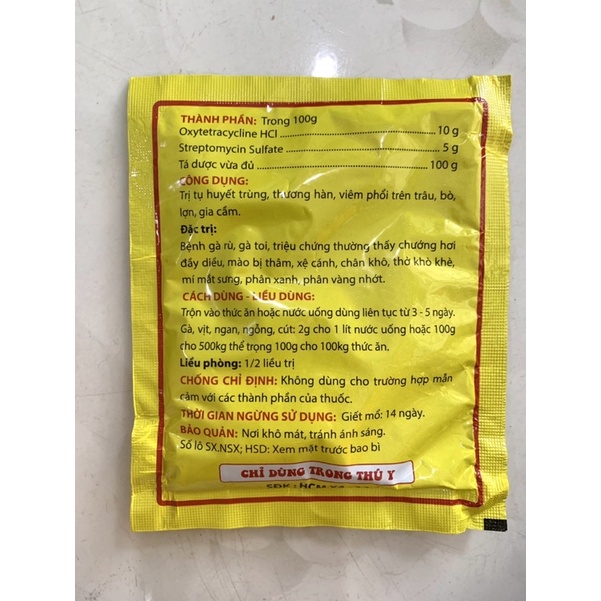 THÀNH PHẦN: Trong 100g
Oxytetracycline HCl ........ 10 g
Streptomycin Sulfate ........ 5 g
Tá dược vừa đủ ........ 100 g
CÔNG DỤNG:
Trị tụ huyết trùng, thương hàn, viêm phổi trên trâu, bò,
lợn, gia cầm.
Đặc trị:
Bệnh gà rù, gà toi, triệu chứng thường thấy chướng hơi
đầy diều, mào bị thâm, xệ cánh, chân khô, thở khò khè,
mí mắt sưng, phân xanh, phân vàng nhớt.
CÁCH DÙNG - LIỀU DÙNG:
Trộn vào thức ăn hoặc nước uống dùng liên tục từ 3 - 5 ngày.
Gà, vịt, ngan, ngỗng, cút: 2g cho 1 lít nước uống hoặc 100g
cho 500kg thể trọng 100g cho 100kg thức ăn.
Liều phòng: 1/2 liều trị
CHỐNG CHỈ ĐỊNH: Không dùng cho trường hợp mẫn
cảm với các thành phần của thuốc.
THỜI GIAN NGỪNG SỬ DỤNG: Giết mổ: 14 ngày.
BẢO QUẢN: Nơi khô mát, tránh ánh sáng.
Số lô SX.NSX; HSD: Xem mặt trước bao bì
CHỈ DÙNG TRONG THÚ Y
SĐK : HCM